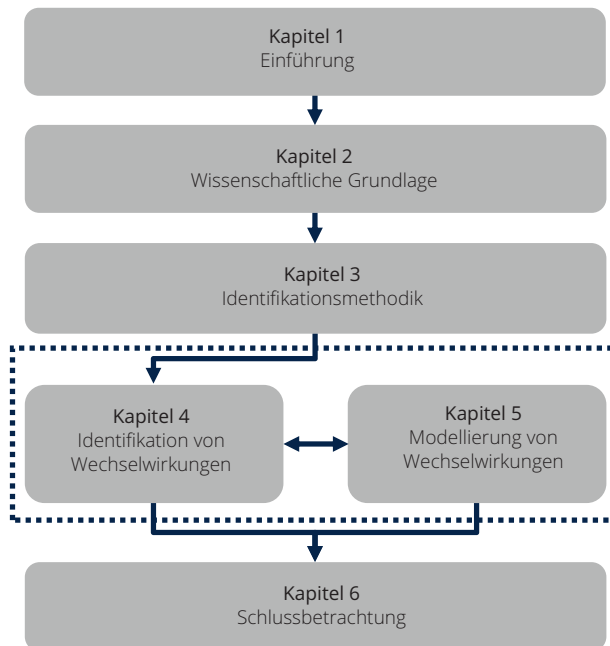 Kapitel 1
Einführung
Kapitel 2
Wissenschaftliche Grundlage
Kapitel 3
Identifikationsmethodik
Kapitel 4
Identifikation von
Wechselwirkungen
Kapitel 5
Modellierung von
Wechselwirkungen
Kapitel 6
Schlussbetrachtung